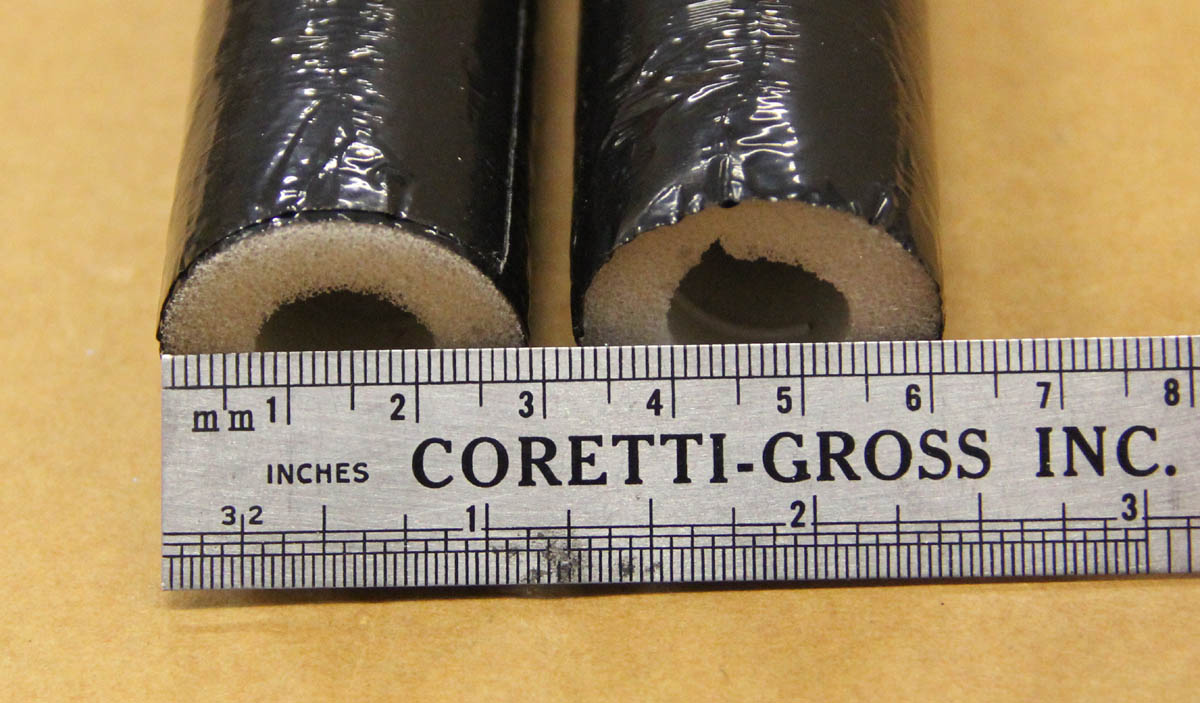 mm 1 2 3 4 5 6 7 8
INCHES CORETTI-GROSS INC.
32 1 2 3